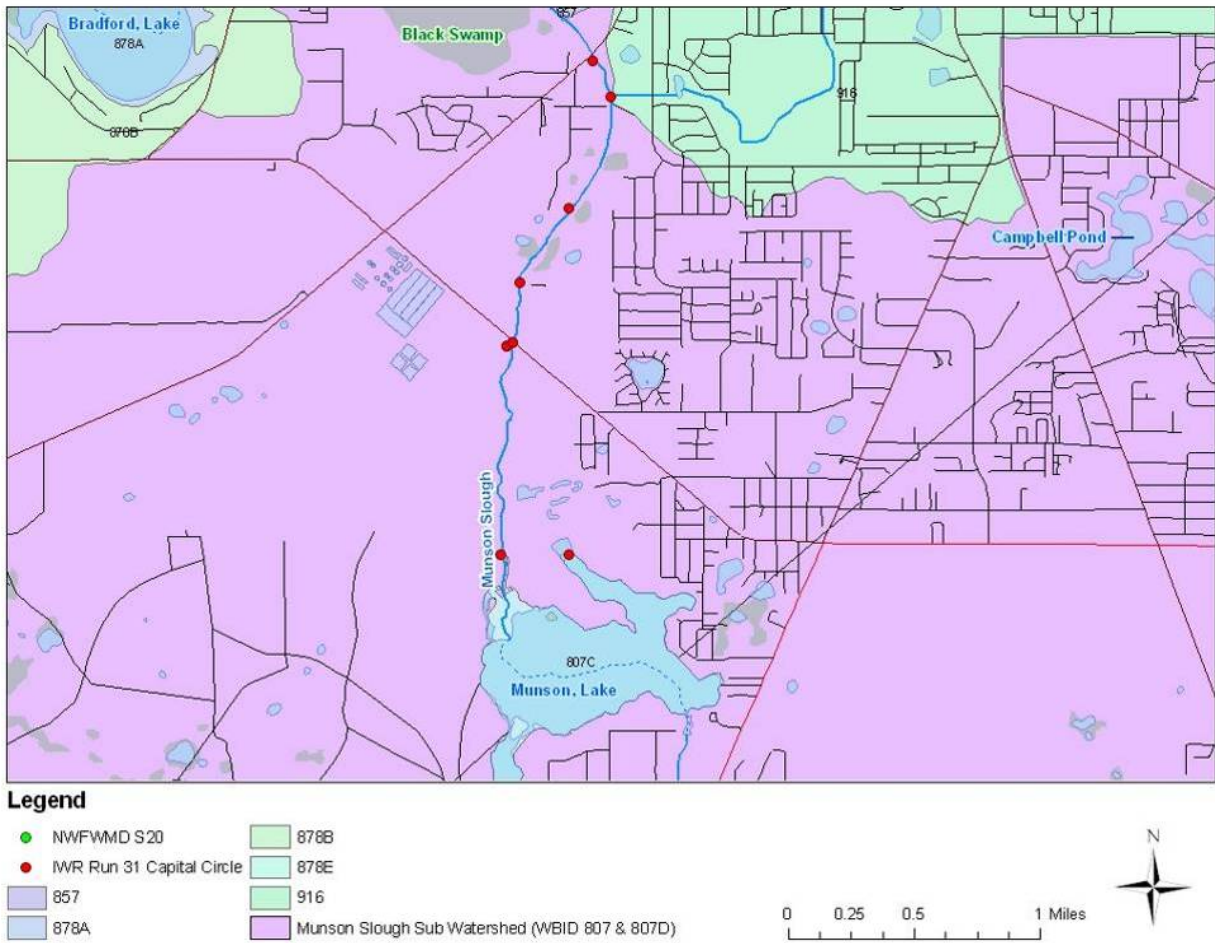 Bradford, Lake
878A
Black Swamp
857
878B
916
Campbell Pond
Munson Slough
807C
Munson, Lake
Legend
NWFWMD S20
IWR Run 31 Capital Circle
857
878A
878B
878E
916
Munson Slough Sub Watershed (WBID 807 & 807D)
N
0 0.25 0.5 1 Miles